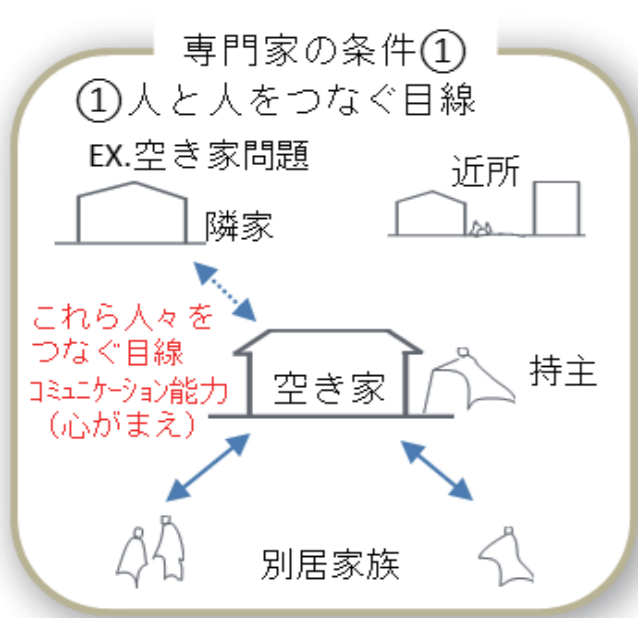 専門家の条件①
①人と人をつなぐ目線
EX.空き家問題
近所
隣家
これら人々を
つなぐ目線
ｺﾐｭﾆｹｰｼｮﾝ能力
（心がまえ）
空き家
持主
別居家族